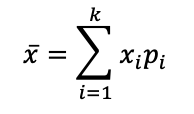 x̄ = ∑_{i=1}^{k} x_i p_i